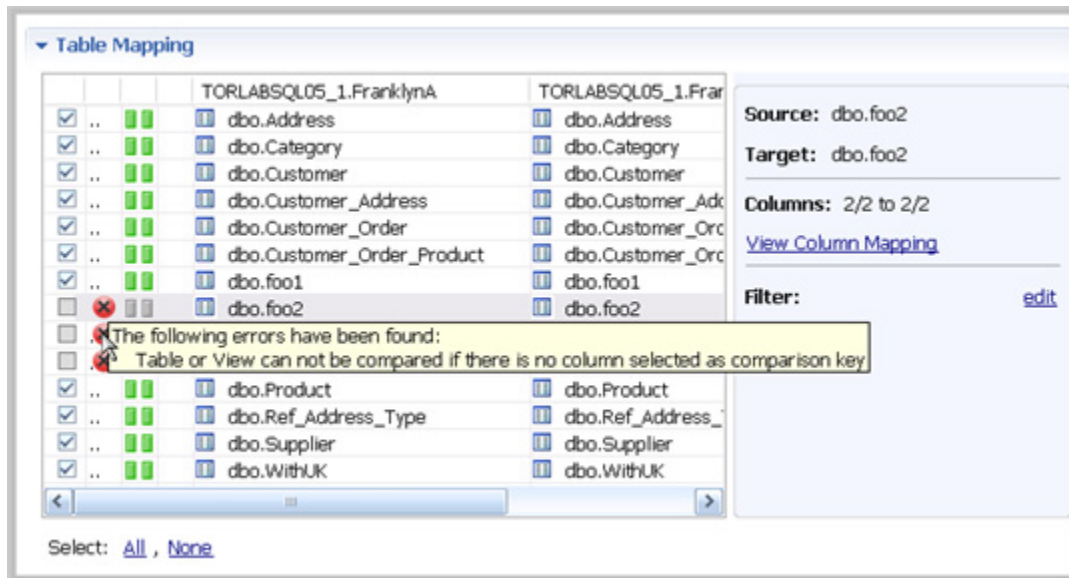 Table Mapping
TORLABSQL05_1.FranklynA TORLABSQL05_1.Frar
.. dbo.Address dbo.Address
.. dbo.Category dbo.Category
.. dbo.Customer dbo.Customer
.. dbo.Customer_Address dbo.Customer_Adc
.. dbo.Customer_Order dbo.Customer_Orc
.. dbo.Customer_Order_Product dbo.Customer_Orc
.. dbo.foo1 dbo.foo1
dbo.foo2 dbo.foo2
The following errors have been found:
Table or View can not be compared if there is no column selected as comparison key
.. dbo.Product dbo.Product
.. dbo.Ref_Address_Type dbo.Ref_Address_
.. dbo.Supplier dbo.Supplier
.. dbo.WithUK dbo.WithUK
Select: All , None
Source: dbo.foo2
Target: dbo.foo2
Columns: 2/2 to 2/2
View Column Mapping
Filter: edit